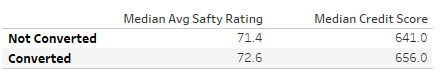 Median Avg Safty Rating Median Credit Score
Not Converted 71.4 641.0
Converted 72.6 656.0